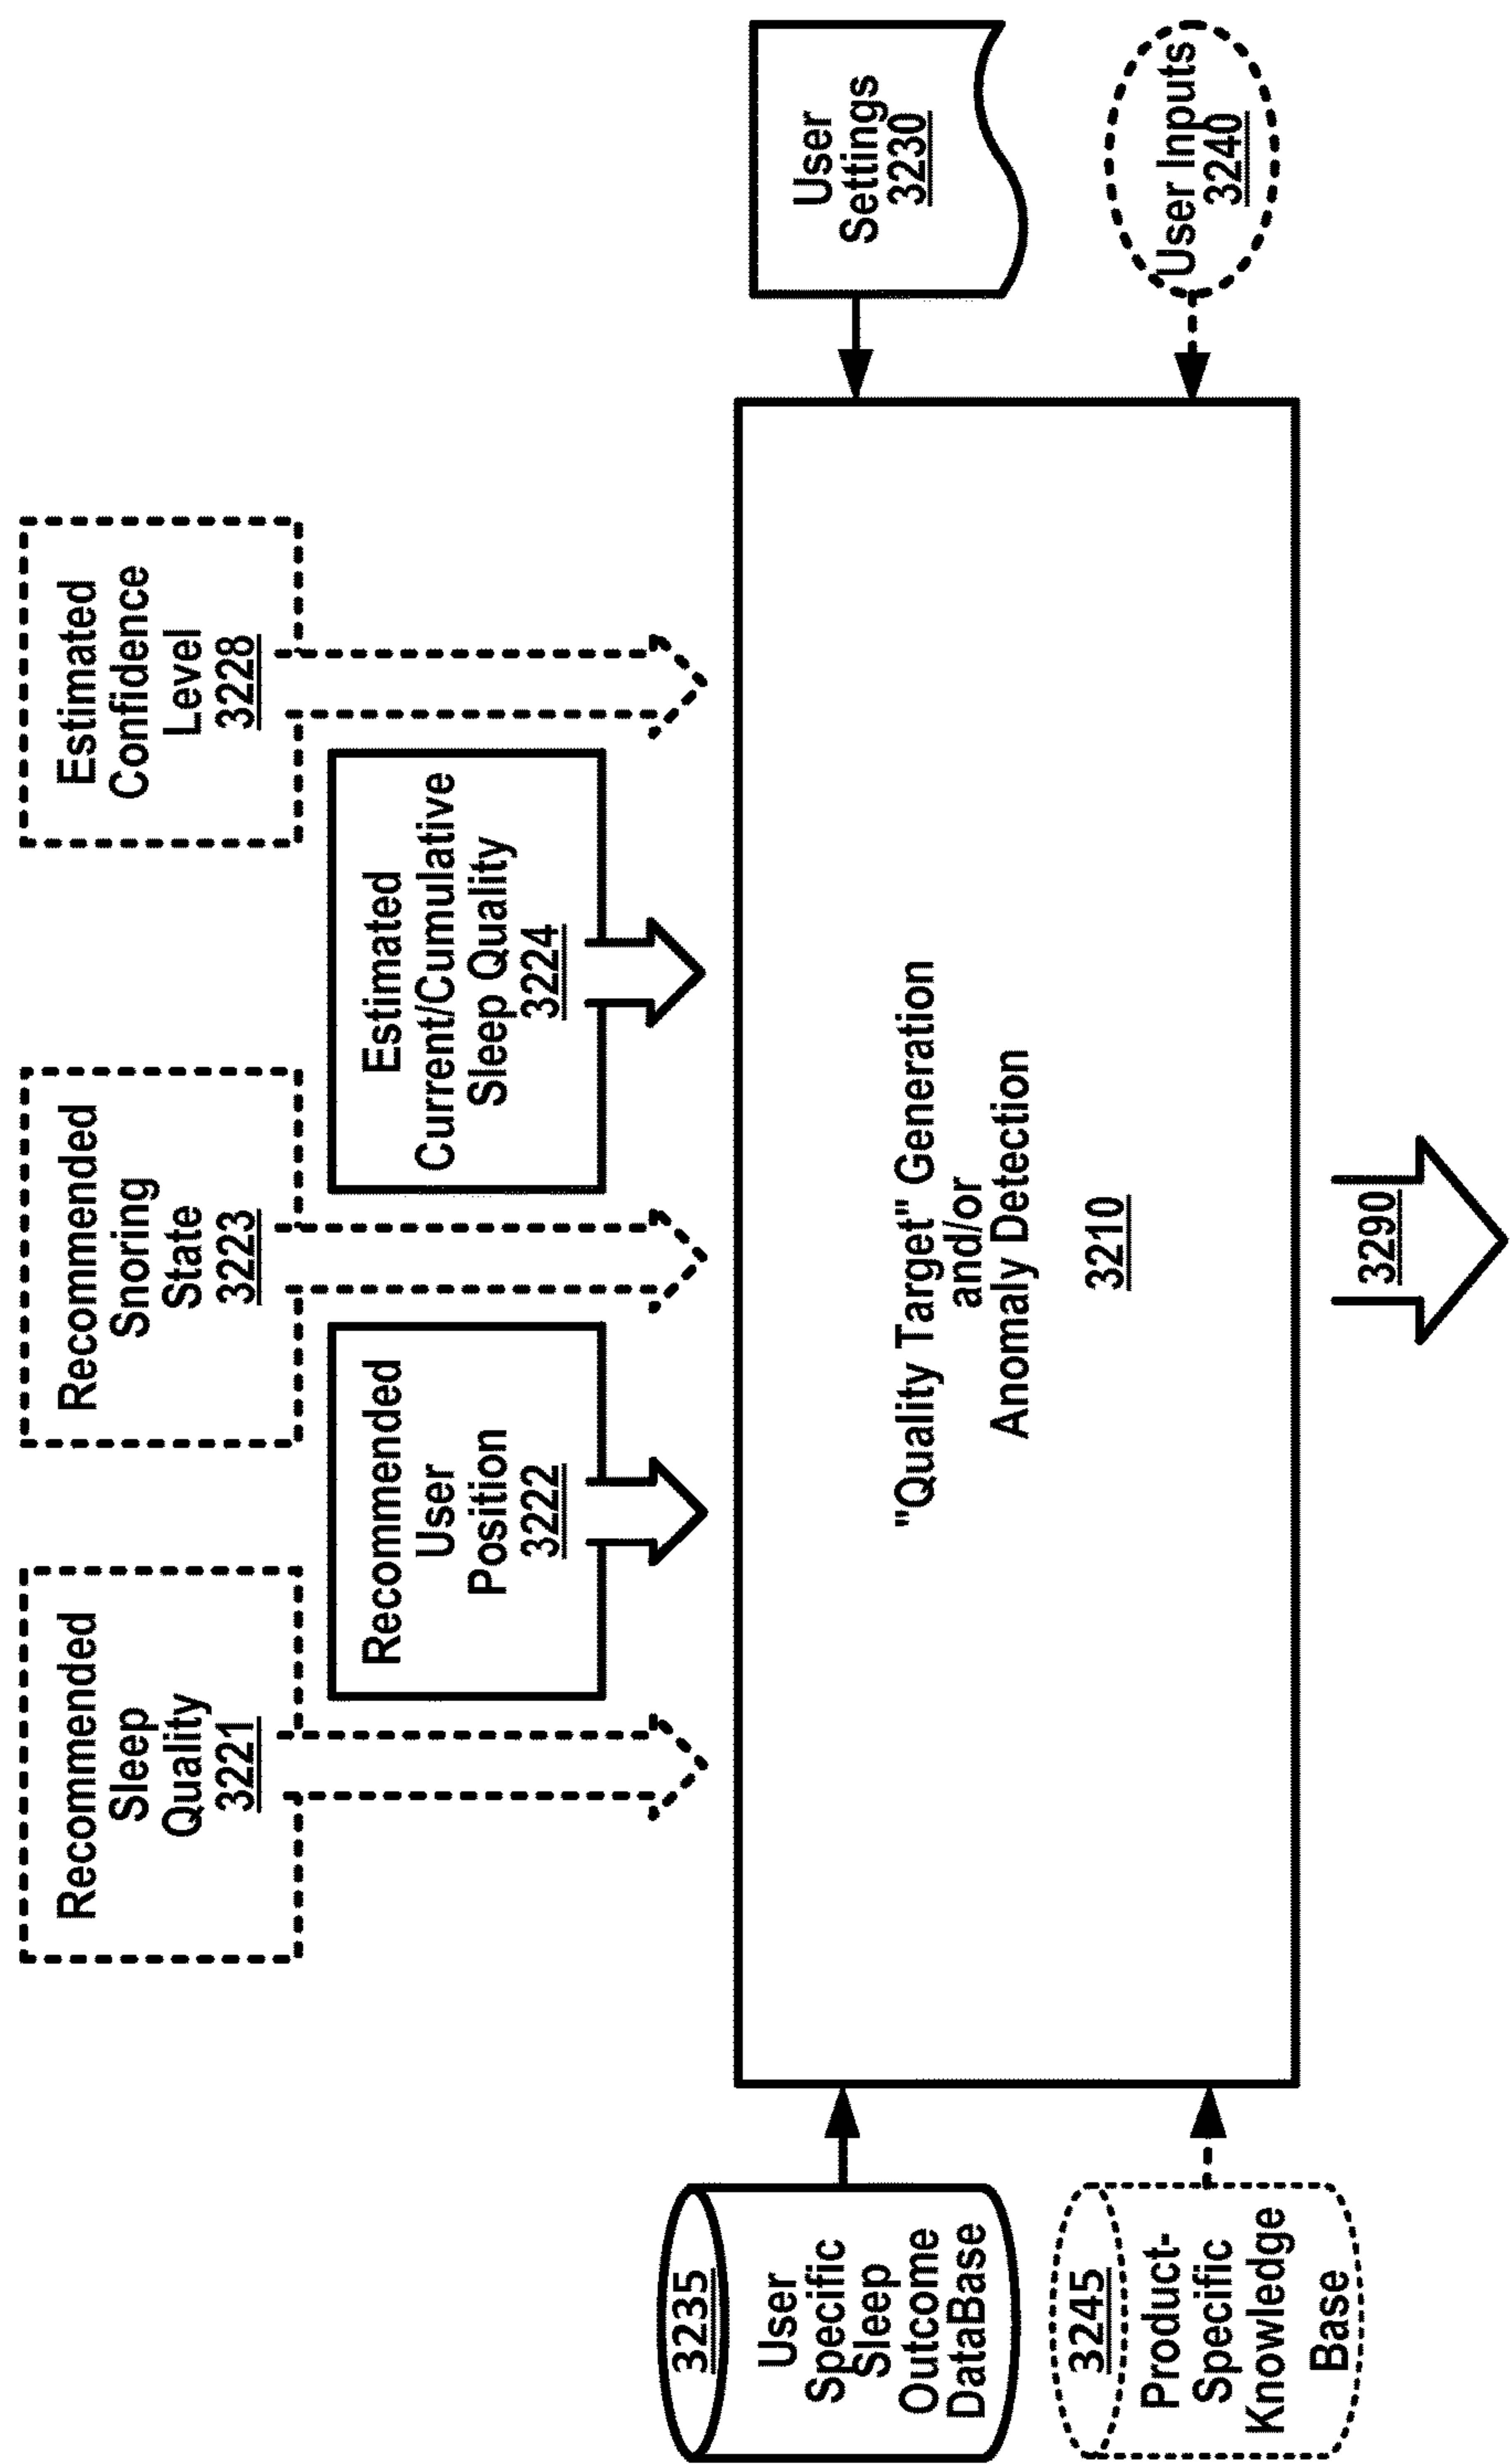 Recommended
Sleep
Quality
3221
Recommended
User
Position
3222
Recommended
Snoring
State
3223
Estimated
Current/Cumulative
Sleep Quality
3224
Estimated
Confidence
Level
3228
3235
User
Specific
Sleep
Outcome
DataBase
3245
Product-
Specific
Knowledge
Base
"Quality Target" Generation
and/or
Anomaly Detection
3210
User
Settings
3230
User Inputs
3240
3290